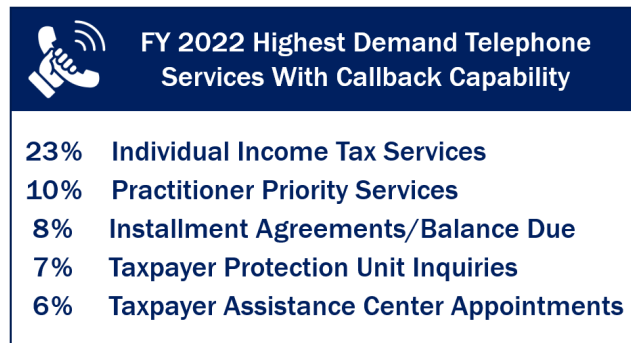 FY 2022 Highest Demand Telephone
Services With Callback Capability
23% Individual Income Tax Services
10% Practitioner Priority Services
8% Installment Agreements/Balance Due
7% Taxpayer Protection Unit Inquiries
6% Taxpayer Assistance Center Appointments